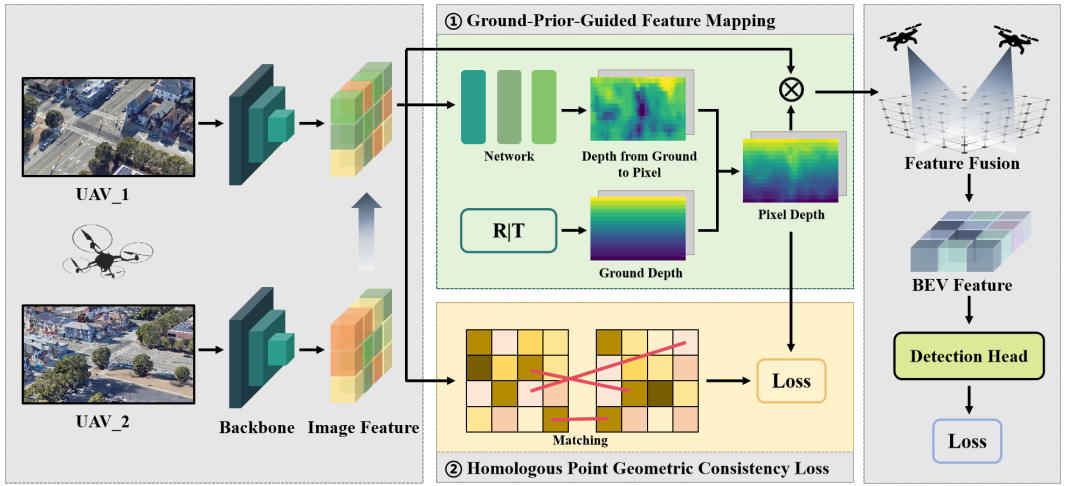 ① Ground-Prior-Guided Feature Mapping
UAV_1
Network
Depth from Ground
to Pixel
R|T
Ground Depth
Pixel Depth
Feature Fusion
BEV Feature
Detection Head
Loss
UAV_2
Backbone
Image Feature
Matching
Loss
② Homologous Point Geometric Consistency Loss